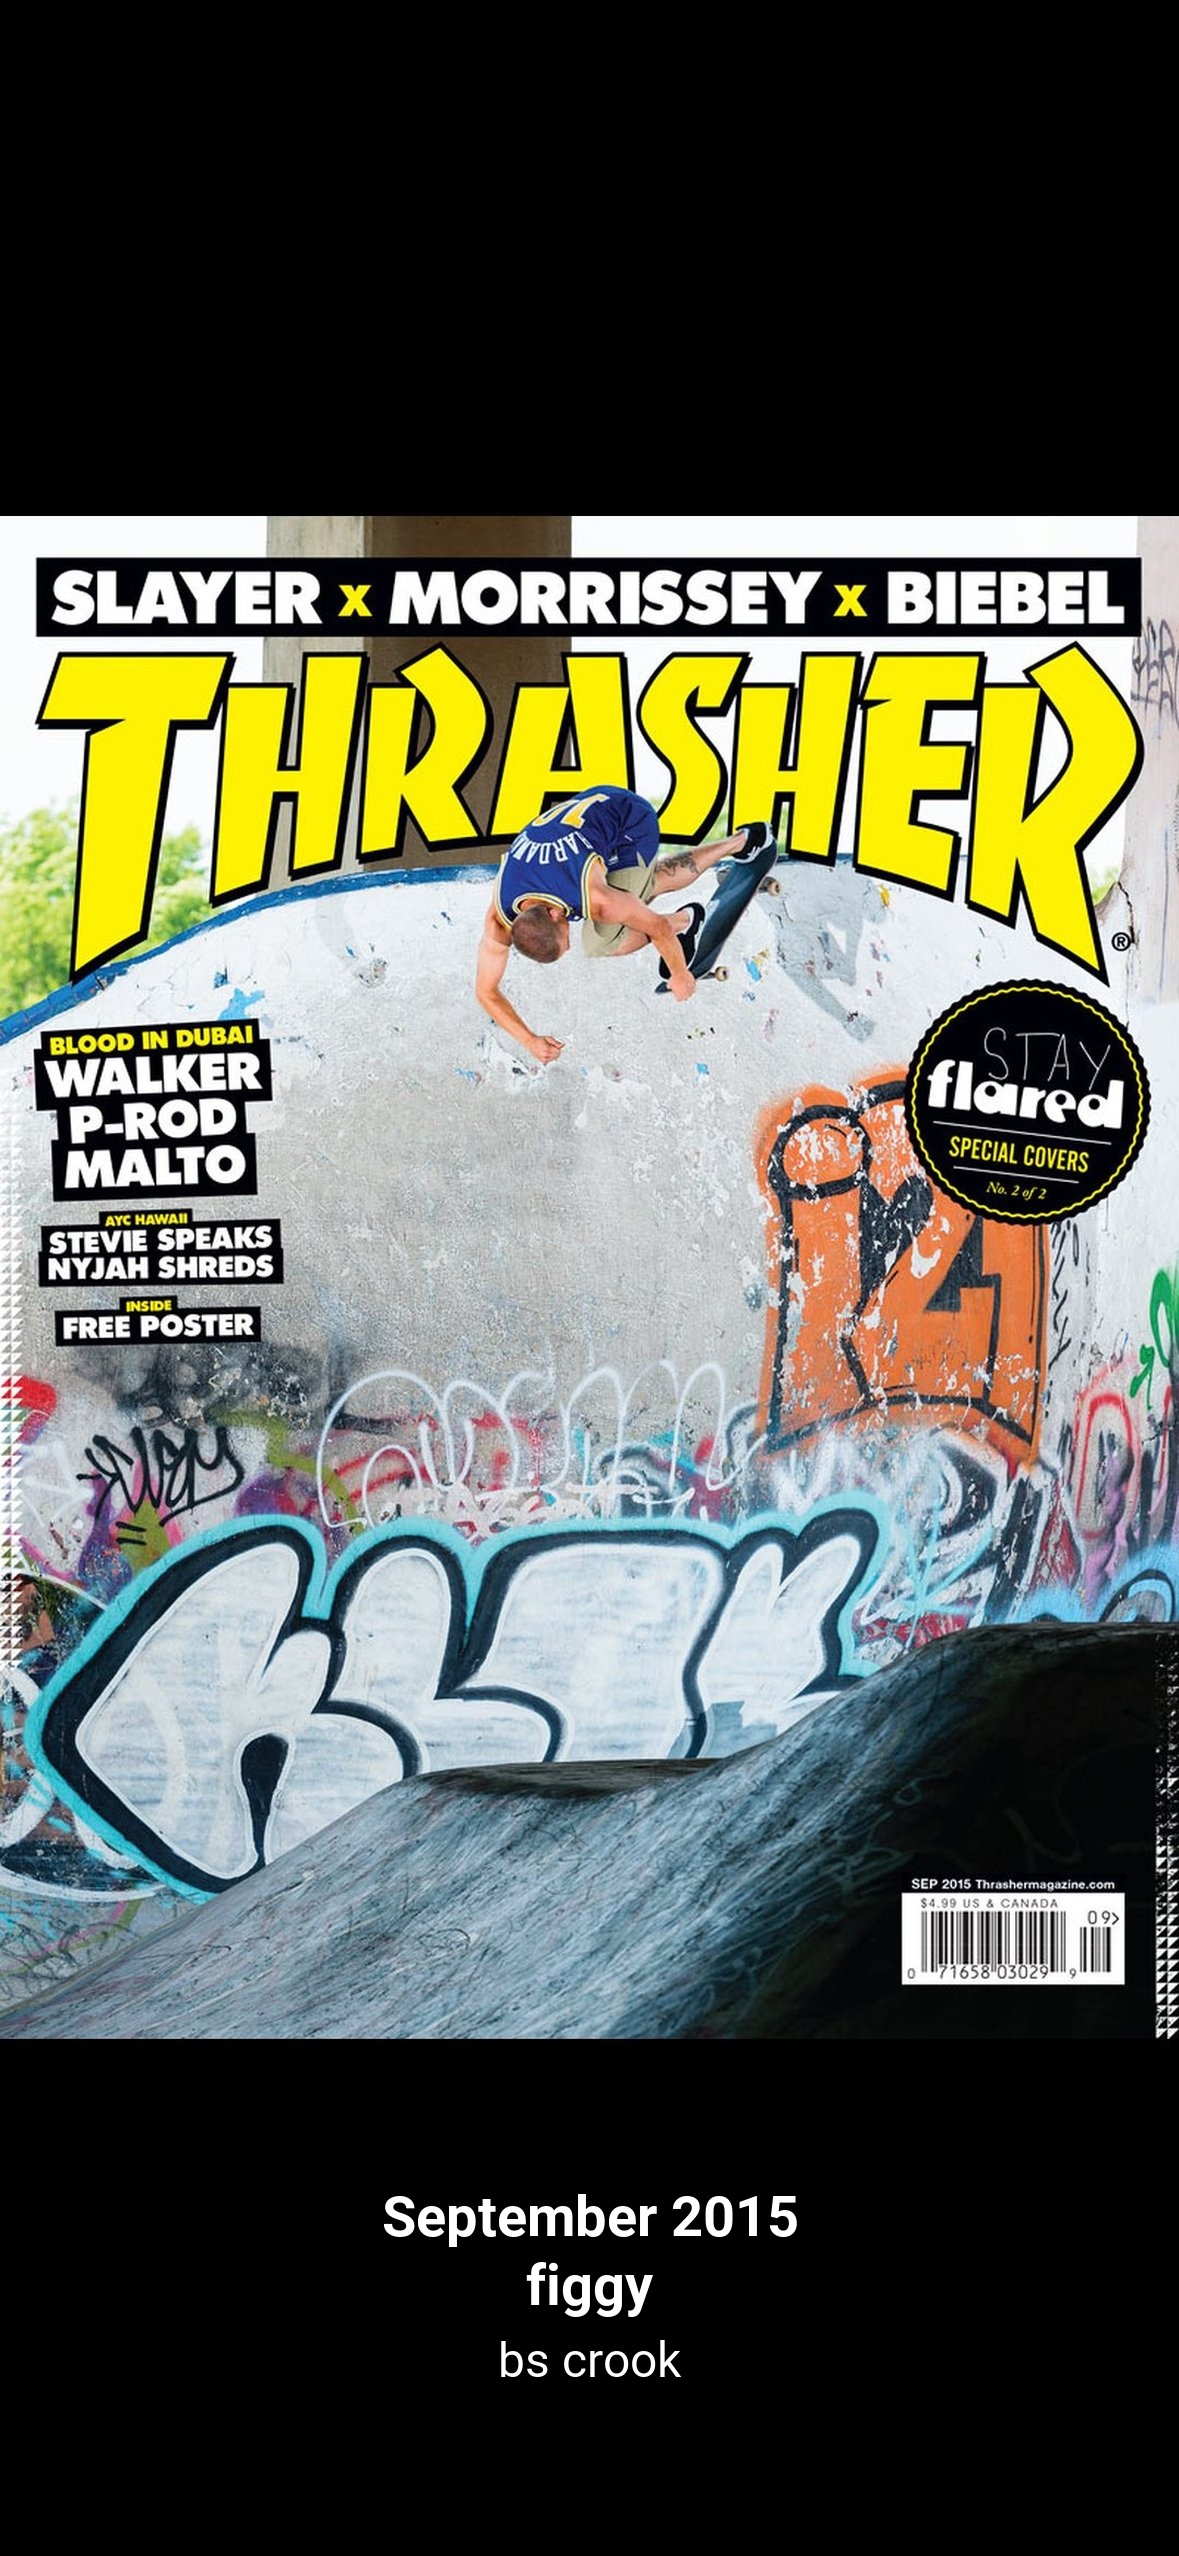 SLAYER x MORRISSEY x BIEBEL
THRASHER®
10
HARDAWAY
BLOOD IN DUBAI
WALKER
P-ROD
MALTO
AYC HAWAII
STEVIE SPEAKS
NYJAH SHREDS
INSIDE
FREE POSTER
STAY
flared
SPECIAL COVERS
No. 2 of 2
SEP 2015 Thrashermagazine.com
$4.99 US & CANADA
09>
0 71658 03029 9
September 2015
figgy
bs crook